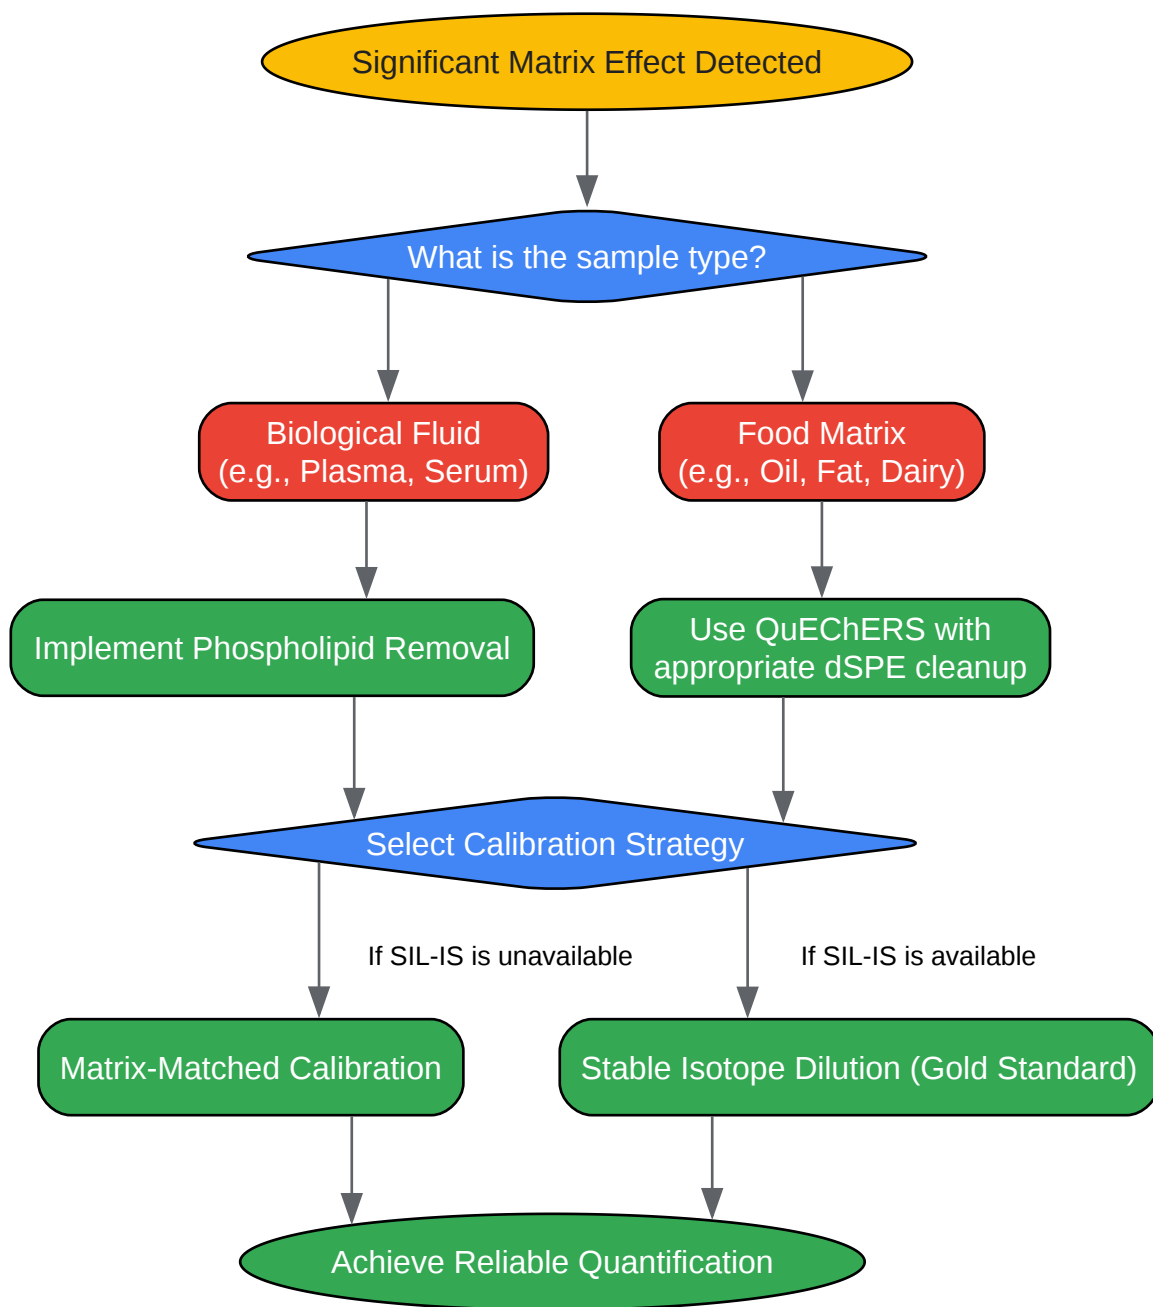 Significant Matrix Effect Detected
What is the sample type?
Biological Fluid
(e.g., Plasma, Serum)
Food Matrix
(e.g., Oil, Fat, Dairy)
Implement Phospholipid Removal
Use QuEChERS with
appropriate dSPE cleanup
Select Calibration Strategy
If SIL-IS is unavailable
If SIL-IS is available
Matrix-Matched Calibration
Stable Isotope Dilution (Gold Standard)
Achieve Reliable Quantification